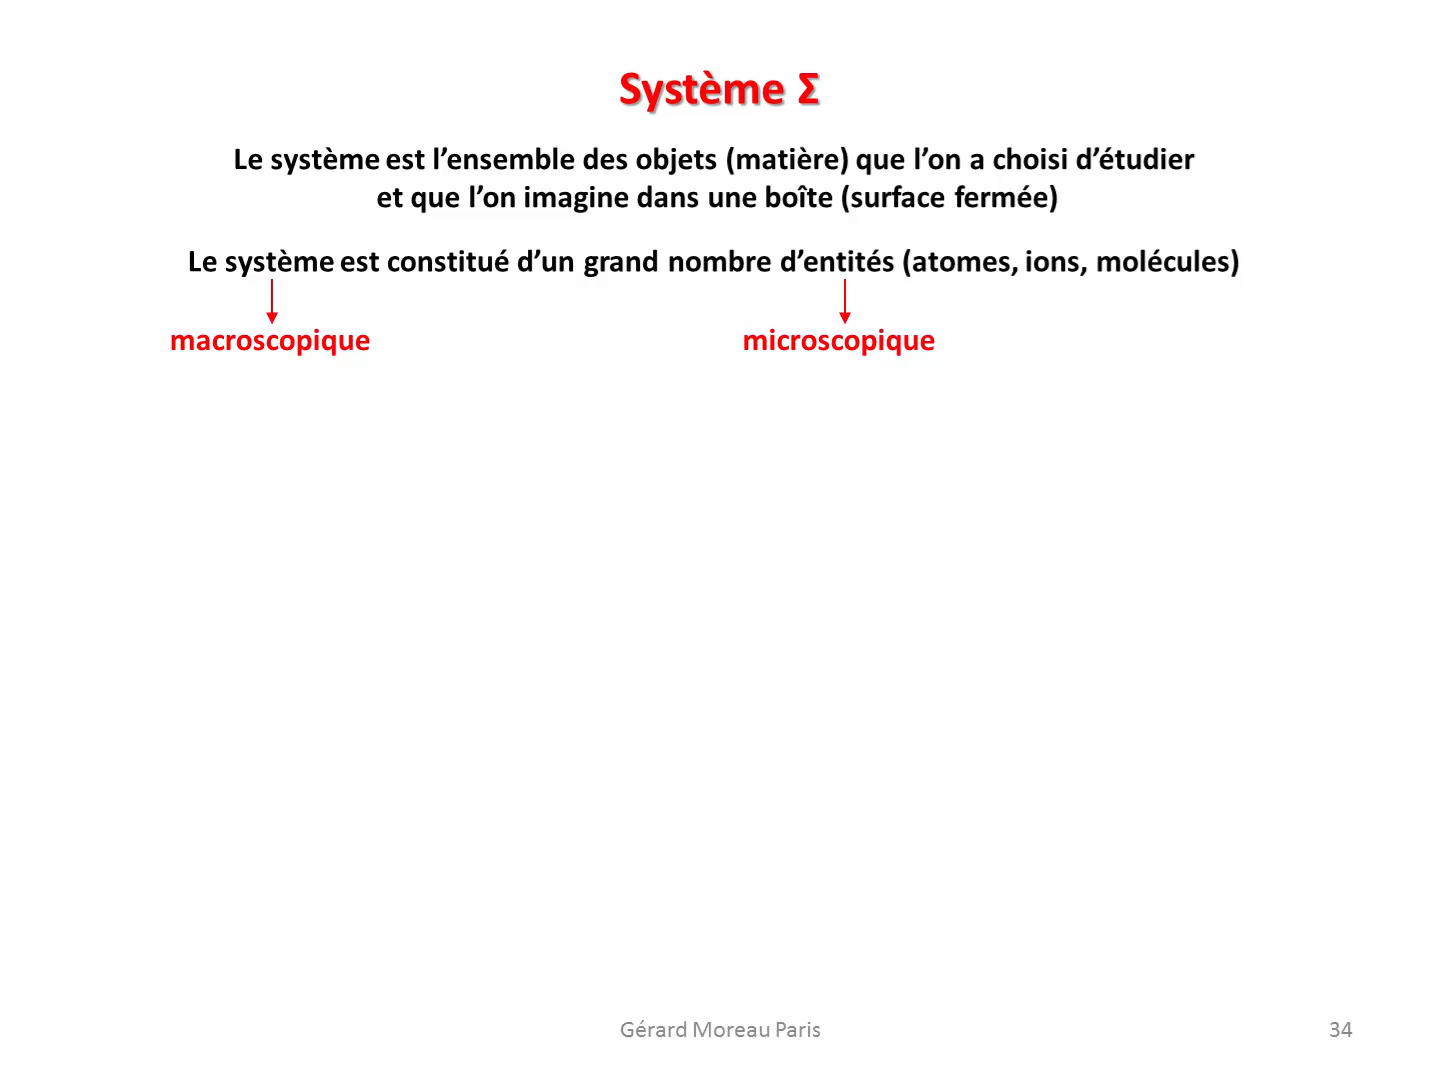 Système Σ
Le système est l’ensemble des objets (matière) que l’on a choisi d’étudier
et que l’on imagine dans une boîte (surface fermée)
Le système est constitué d’un grand nombre d’entités (atomes, ions, molécules)
macroscopique microscopique
Gérard Moreau Paris 34